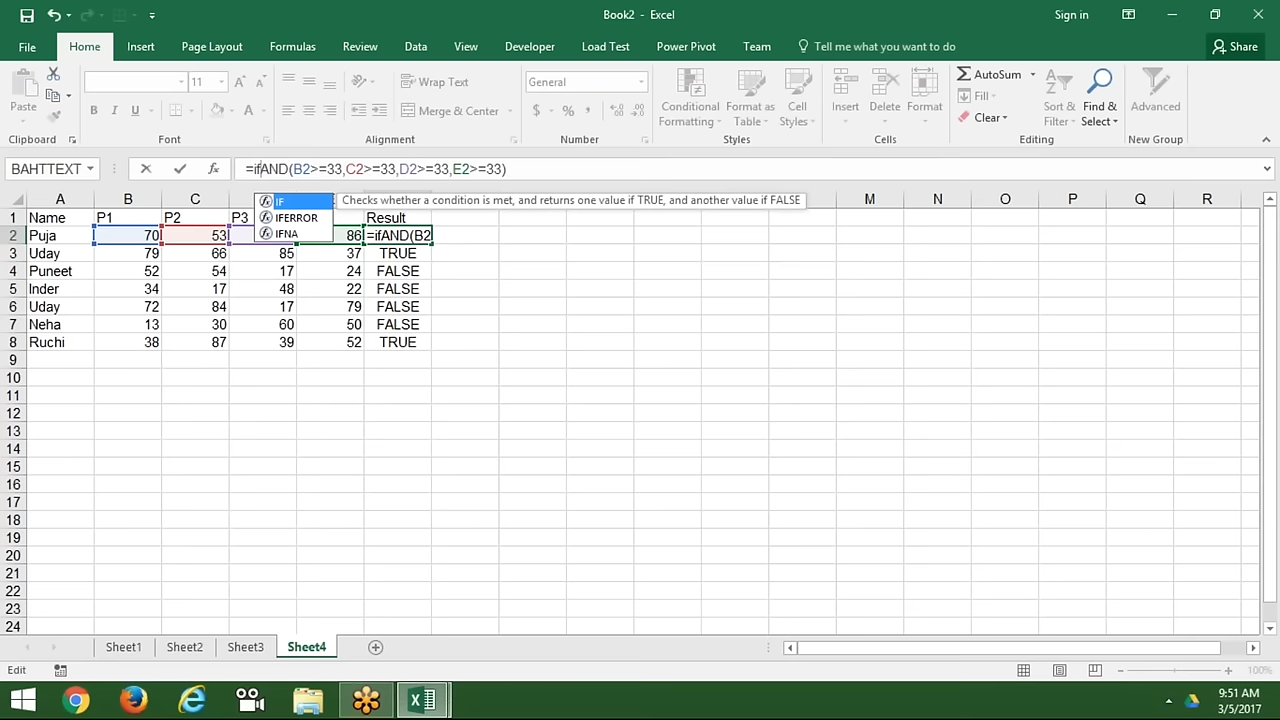 Book2 - Excel
Sign in
File Home Insert Page Layout Formulas Review Data View Developer Load Test Power Pivot Team Tell me what you want to do Share
Paste
11
B I U A A A
Wrap Text
Merge & Center
General
$ % ,
Conditional Formatting
Format as Table
Cell Styles
Insert Delete Format
AutoSum
Fill
Clear
Sort & Filter
Find & Select
Advanced
Clipboard Font Alignment Number Styles Cells Editing New Group
BAHTTEXT fx =ifAND(B2>=33,C2>=33,D2>=33,E2>=33)
IF
IFERROR
IFNA
Checks whether a condition is met, and returns one value if TRUE, and another value if FALSE
A B C M N O P Q R
1 Name P1 P2 P3 Result
2 Puja 70 53 86 =ifAND(B2
3 Uday 79 66 85 37 TRUE
4 Puneet 52 54 17 24 FALSE
5 Inder 34 17 48 22 FALSE
6 Uday 72 84 17 79 FALSE
7 Neha 13 30 60 50 FALSE
8 Ruchi 38 87 39 52 TRUE
9
10
11
12
13
14
15
16
17
18
19
20
21
22
23
24
Sheet1 Sheet2 Sheet3 Sheet4
Edit 100%
9:51 AM
3/5/2017